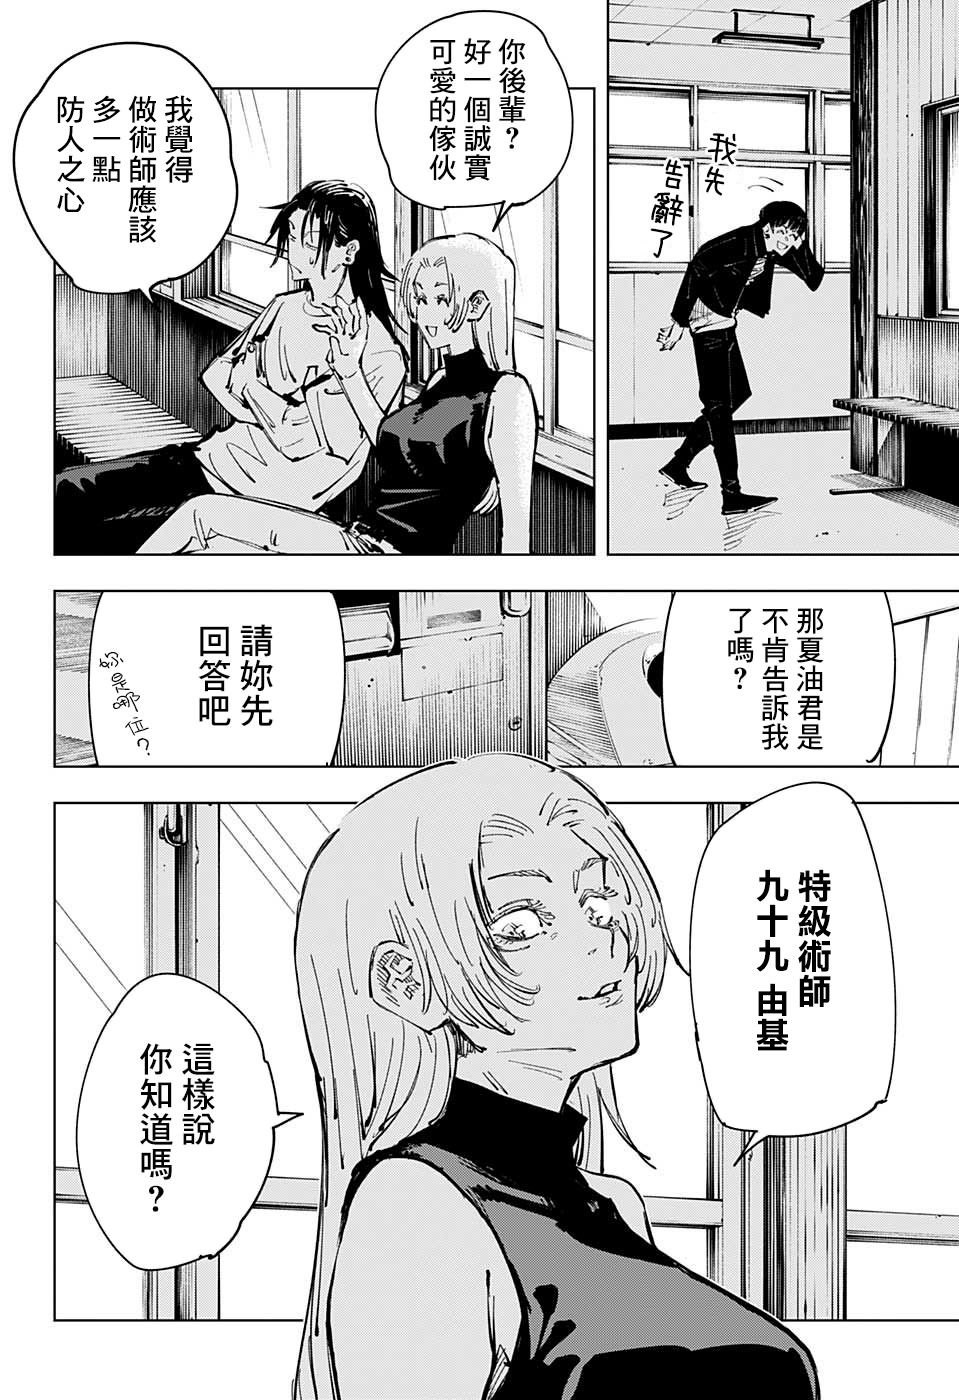 我先
告辭了
你後輩？
好一個誠實
可愛的傢伙
我覺得
做術師應該
多一點
防人之心
那夏油君是
不肯告訴我
了嗎？
請妳先
回答吧
妳是哪位？
特級術師
九十九 由基
這樣說
你知道嗎？